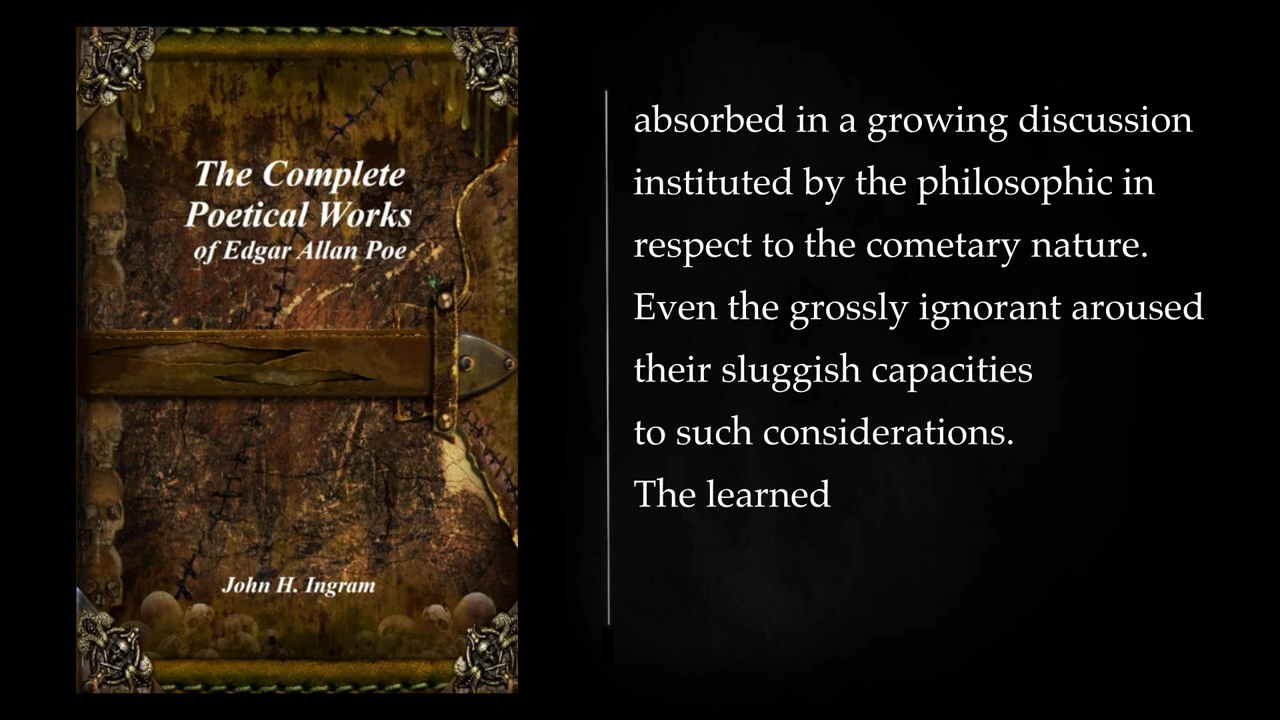 The Complete
Poetical Works
of Edgar Allan Poe
John H. Ingram
absorbed in a growing discussion
instituted by the philosophic in
respect to the cometary nature.
Even the grossly ignorant aroused
their sluggish capacities
to such considerations.
The learned